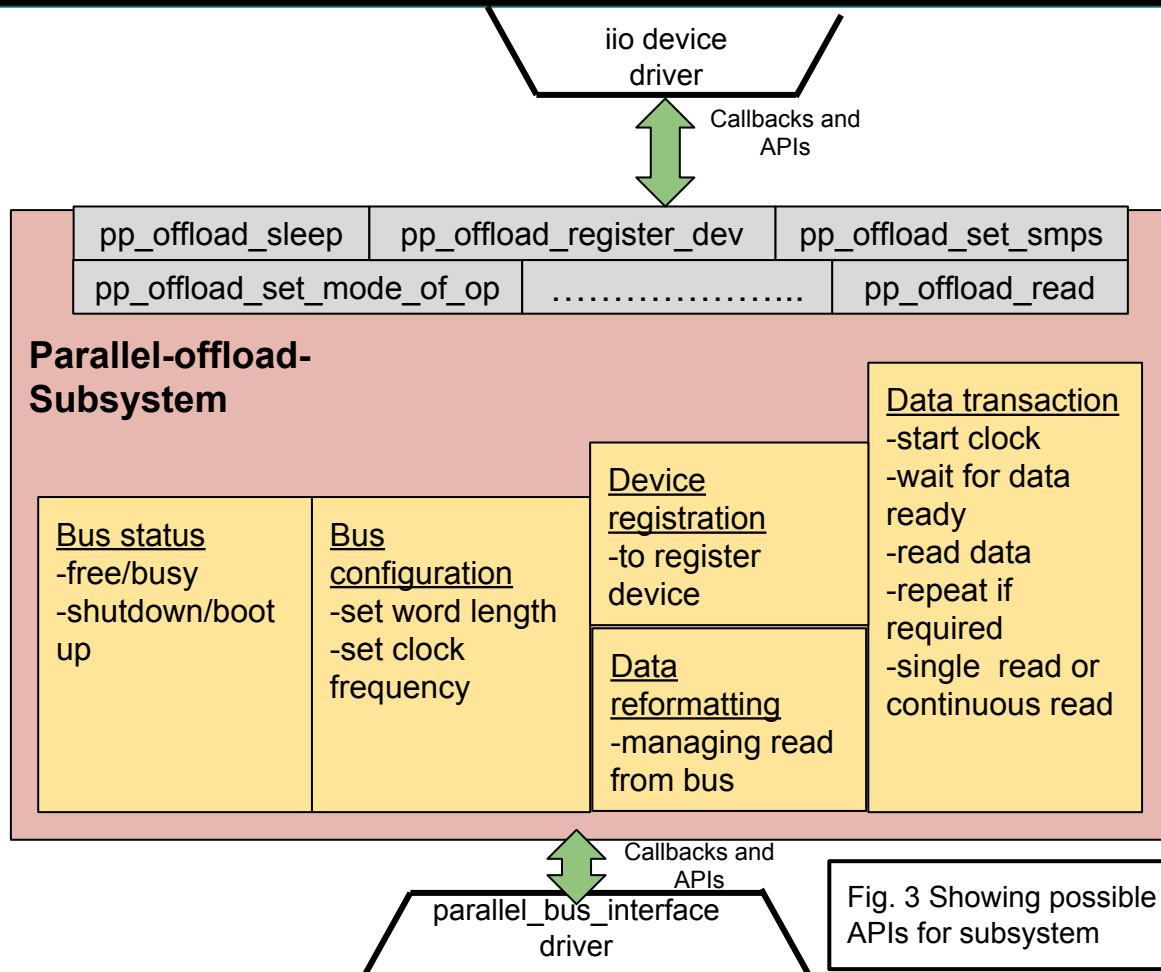 iio device
driver
Callbacks and
APIs
pp_offload_sleep
pp_offload_register_dev
pp_offload_set_smps
pp_offload_set_mode_of_op
…………………...
pp_offload_read
Parallel-offload-
Subsystem
Bus status
-free/busy
-shutdown/boot
up
Bus
configuration
-set word length
-set clock
frequency
Device
registration
-to register
device
Data
reformatting
-managing read
from bus
Data transaction
-start clock
-wait for data
ready
-read data
-repeat if
required
-single  read or
continuous read
Callbacks and
APIs
parallel_bus_interface
driver
Fig. 3 Showing possible
APIs for subsystem